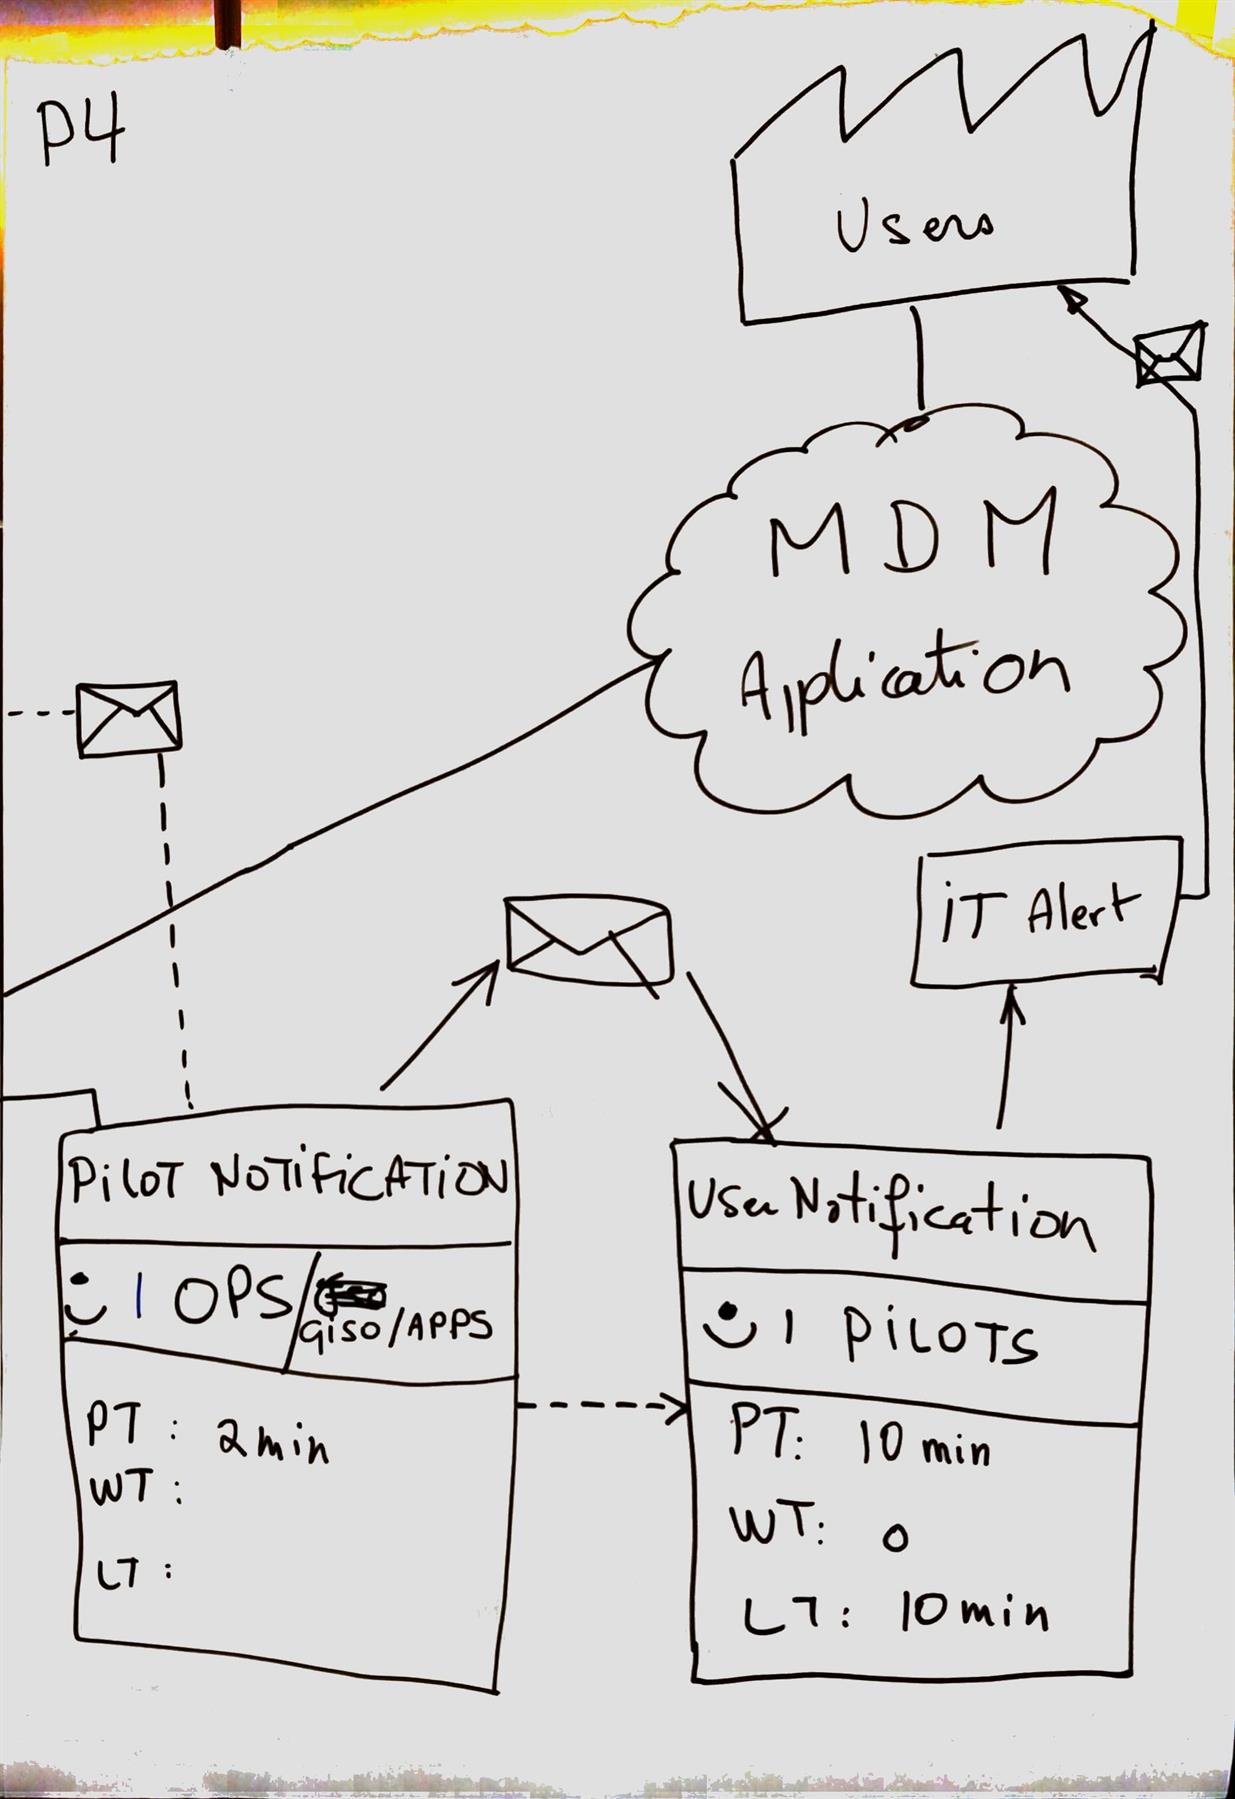 P4
Users
MDM
Application
iT Alert
PiLOT NOTiFiCATiON
1 OPS/
GISO/APPS
PT: 2min
WT:
LT:
User Notification
1 PiLOTS
PT: 10 min
WT: 0
LT: 10min